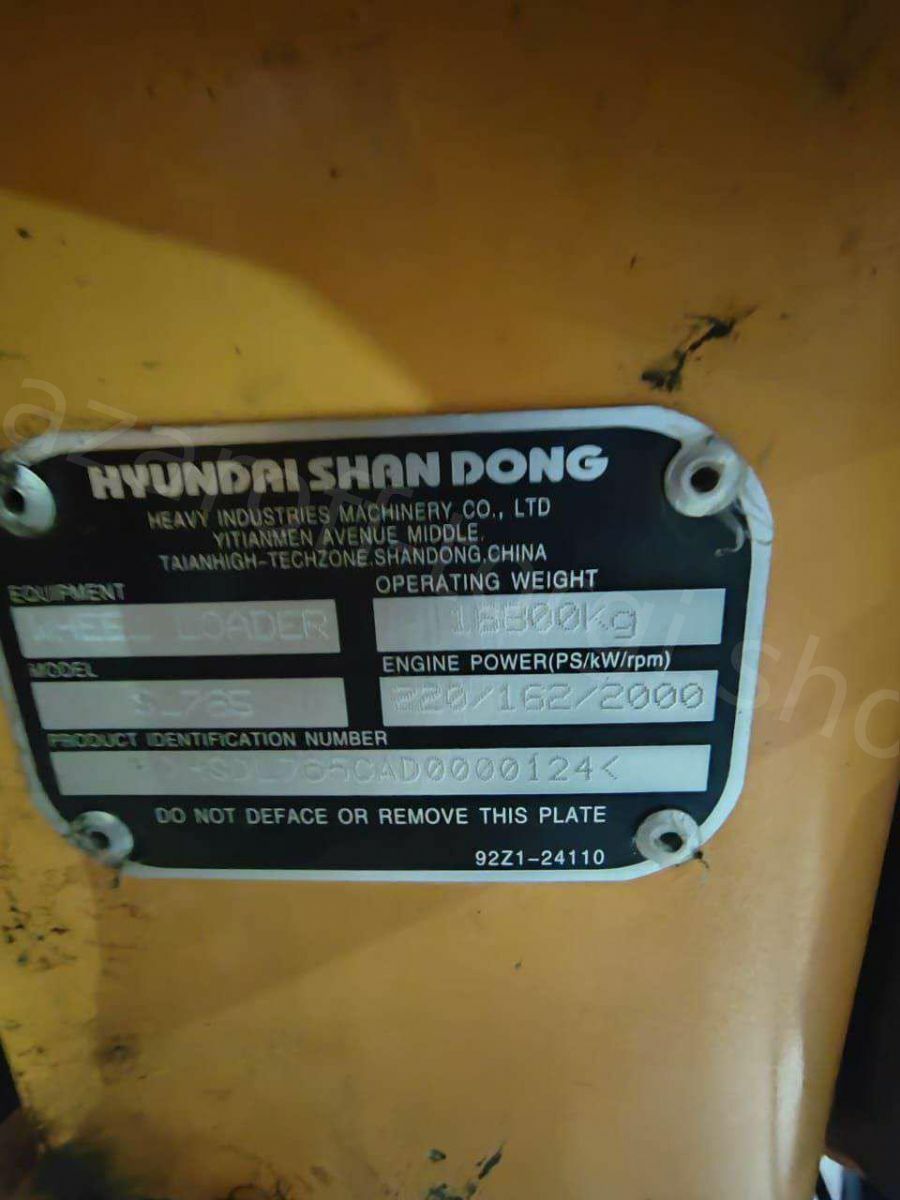 HYUNDAI SHAN DONG
HEAVY INDUSTRIES MACHINERY CO., LTD
YITIANMEN AVENUE MIDDLE,
TAIANHIGH-TECHZONE.SHANDONG.CHINA
EQUIPMENT
WHEEL LOADER
OPERATING WEIGHT
MODEL
SL765
ENGINE POWER(PS/kW/rpm)
220/162/2000
PRODUCT IDENTIFICATION NUMBER
DO NOT DEFACE OR REMOVE THIS PLATE
92Z1-24110